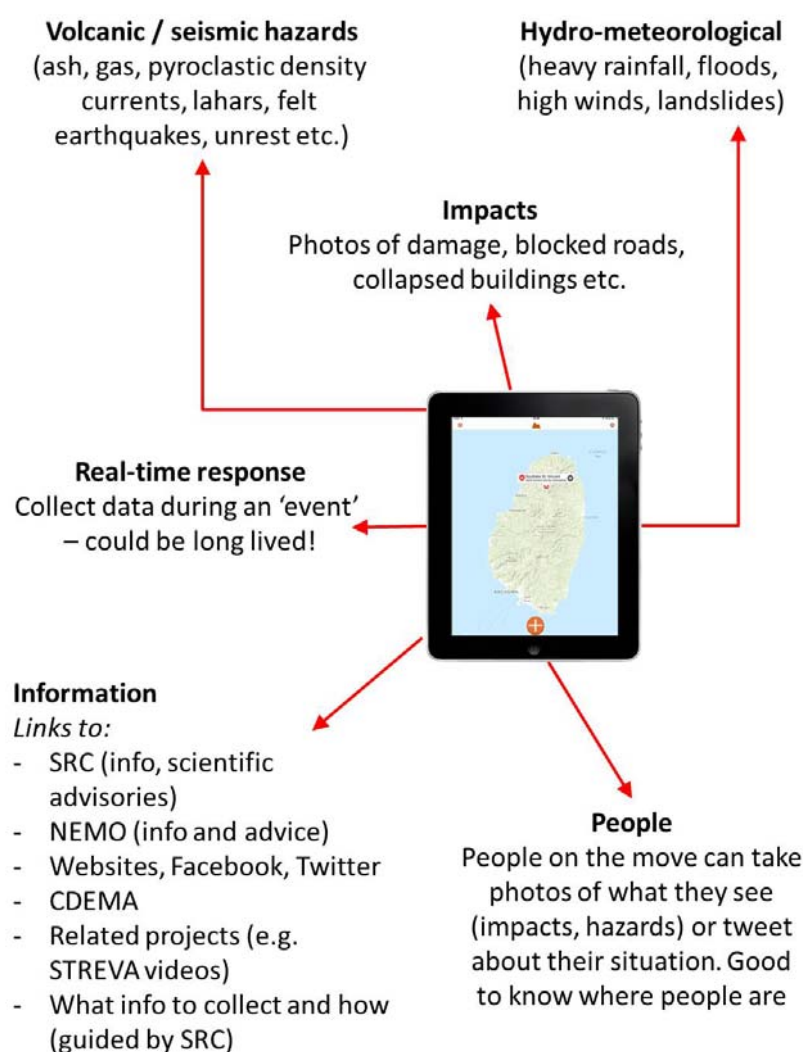 Volcanic / seismic hazards
(ash, gas, pyroclastic density
currents, lahars, felt
earthquakes, unrest etc.)
Hydro-meteorological
(heavy rainfall, floods,
high winds, landslides)
Impacts
Photos of damage, blocked roads,
collapsed buildings etc.
Real-time response
Collect data during an ‘event’
– could be long lived!
Information
Links to:
- SRC (info, scientific
advisories)
- NEMO (info and advice)
- Websites, Facebook, Twitter
- CDEMA
- Related projects (e.g.
STREVA videos)
- What info to collect and how
(guided by SRC)
People
People on the move can take
photos of what they see
(impacts, hazards) or tweet
about their situation. Good
to know where people are